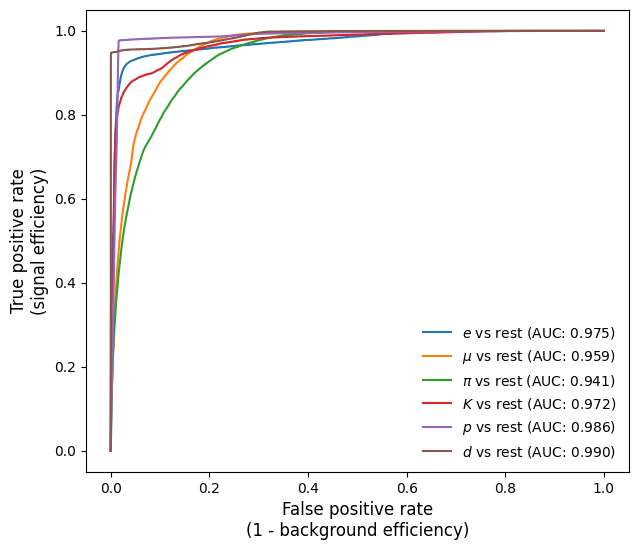 1.0
0.8
0.6
0.4
0.2
0.0
True positive rate
(signal efficiency)
e vs rest (AUC: 0.975)
μ vs rest (AUC: 0.959)
π vs rest (AUC: 0.941)
K vs rest (AUC: 0.972)
p vs rest (AUC: 0.986)
d vs rest (AUC: 0.990)
0.0 0.2 0.4 0.6 0.8 1.0
False positive rate
(1 - background efficiency)